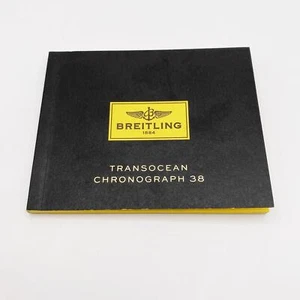 BREITLING
1884
TRANSOCEAN
CHRONOGRAPH 38